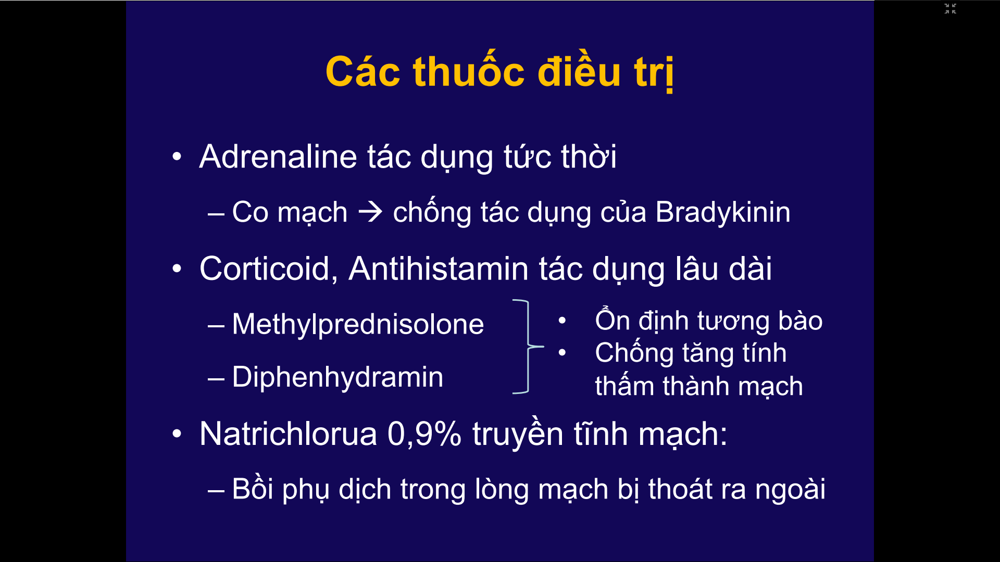 Các thuốc điều trị
• Adrenaline tác dụng tức thời
– Co mạch → chống tác dụng của Bradykinin
• Corticoid, Antihistamin tác dụng lâu dài
– Methylprednisolone
– Diphenhydramin
• Ổn định tương bào
• Chống tăng tính
thấm thành mạch
• Natrichlorua 0,9% truyền tĩnh mạch:
– Bồi phụ dịch trong lòng mạch bị thoát ra ngoài